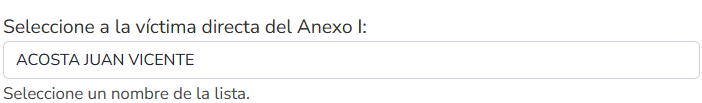 Seleccione a la víctima directa del Anexo I:
ACOSTA JUAN VICENTE
Seleccione un nombre de la lista.